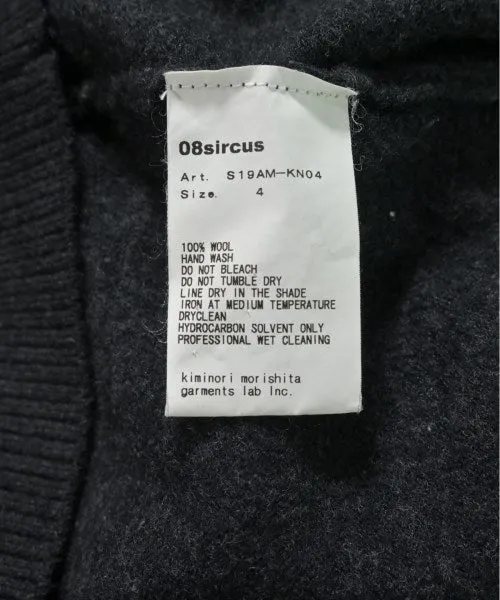 08sircus
Art. S19AM-KN04
Size. 4
100% WOOL
HAND WASH
DO NOT BLEACH
DO NOT TUMBLE DRY
LINE DRY IN THE SHADE
IRON AT MEDIUM TEMPERATURE
DRYCLEAN
HYDROCARBON SOLVENT ONLY
PROFESSIONAL WET CLEANING
kiminori morishita
garments lab Inc.